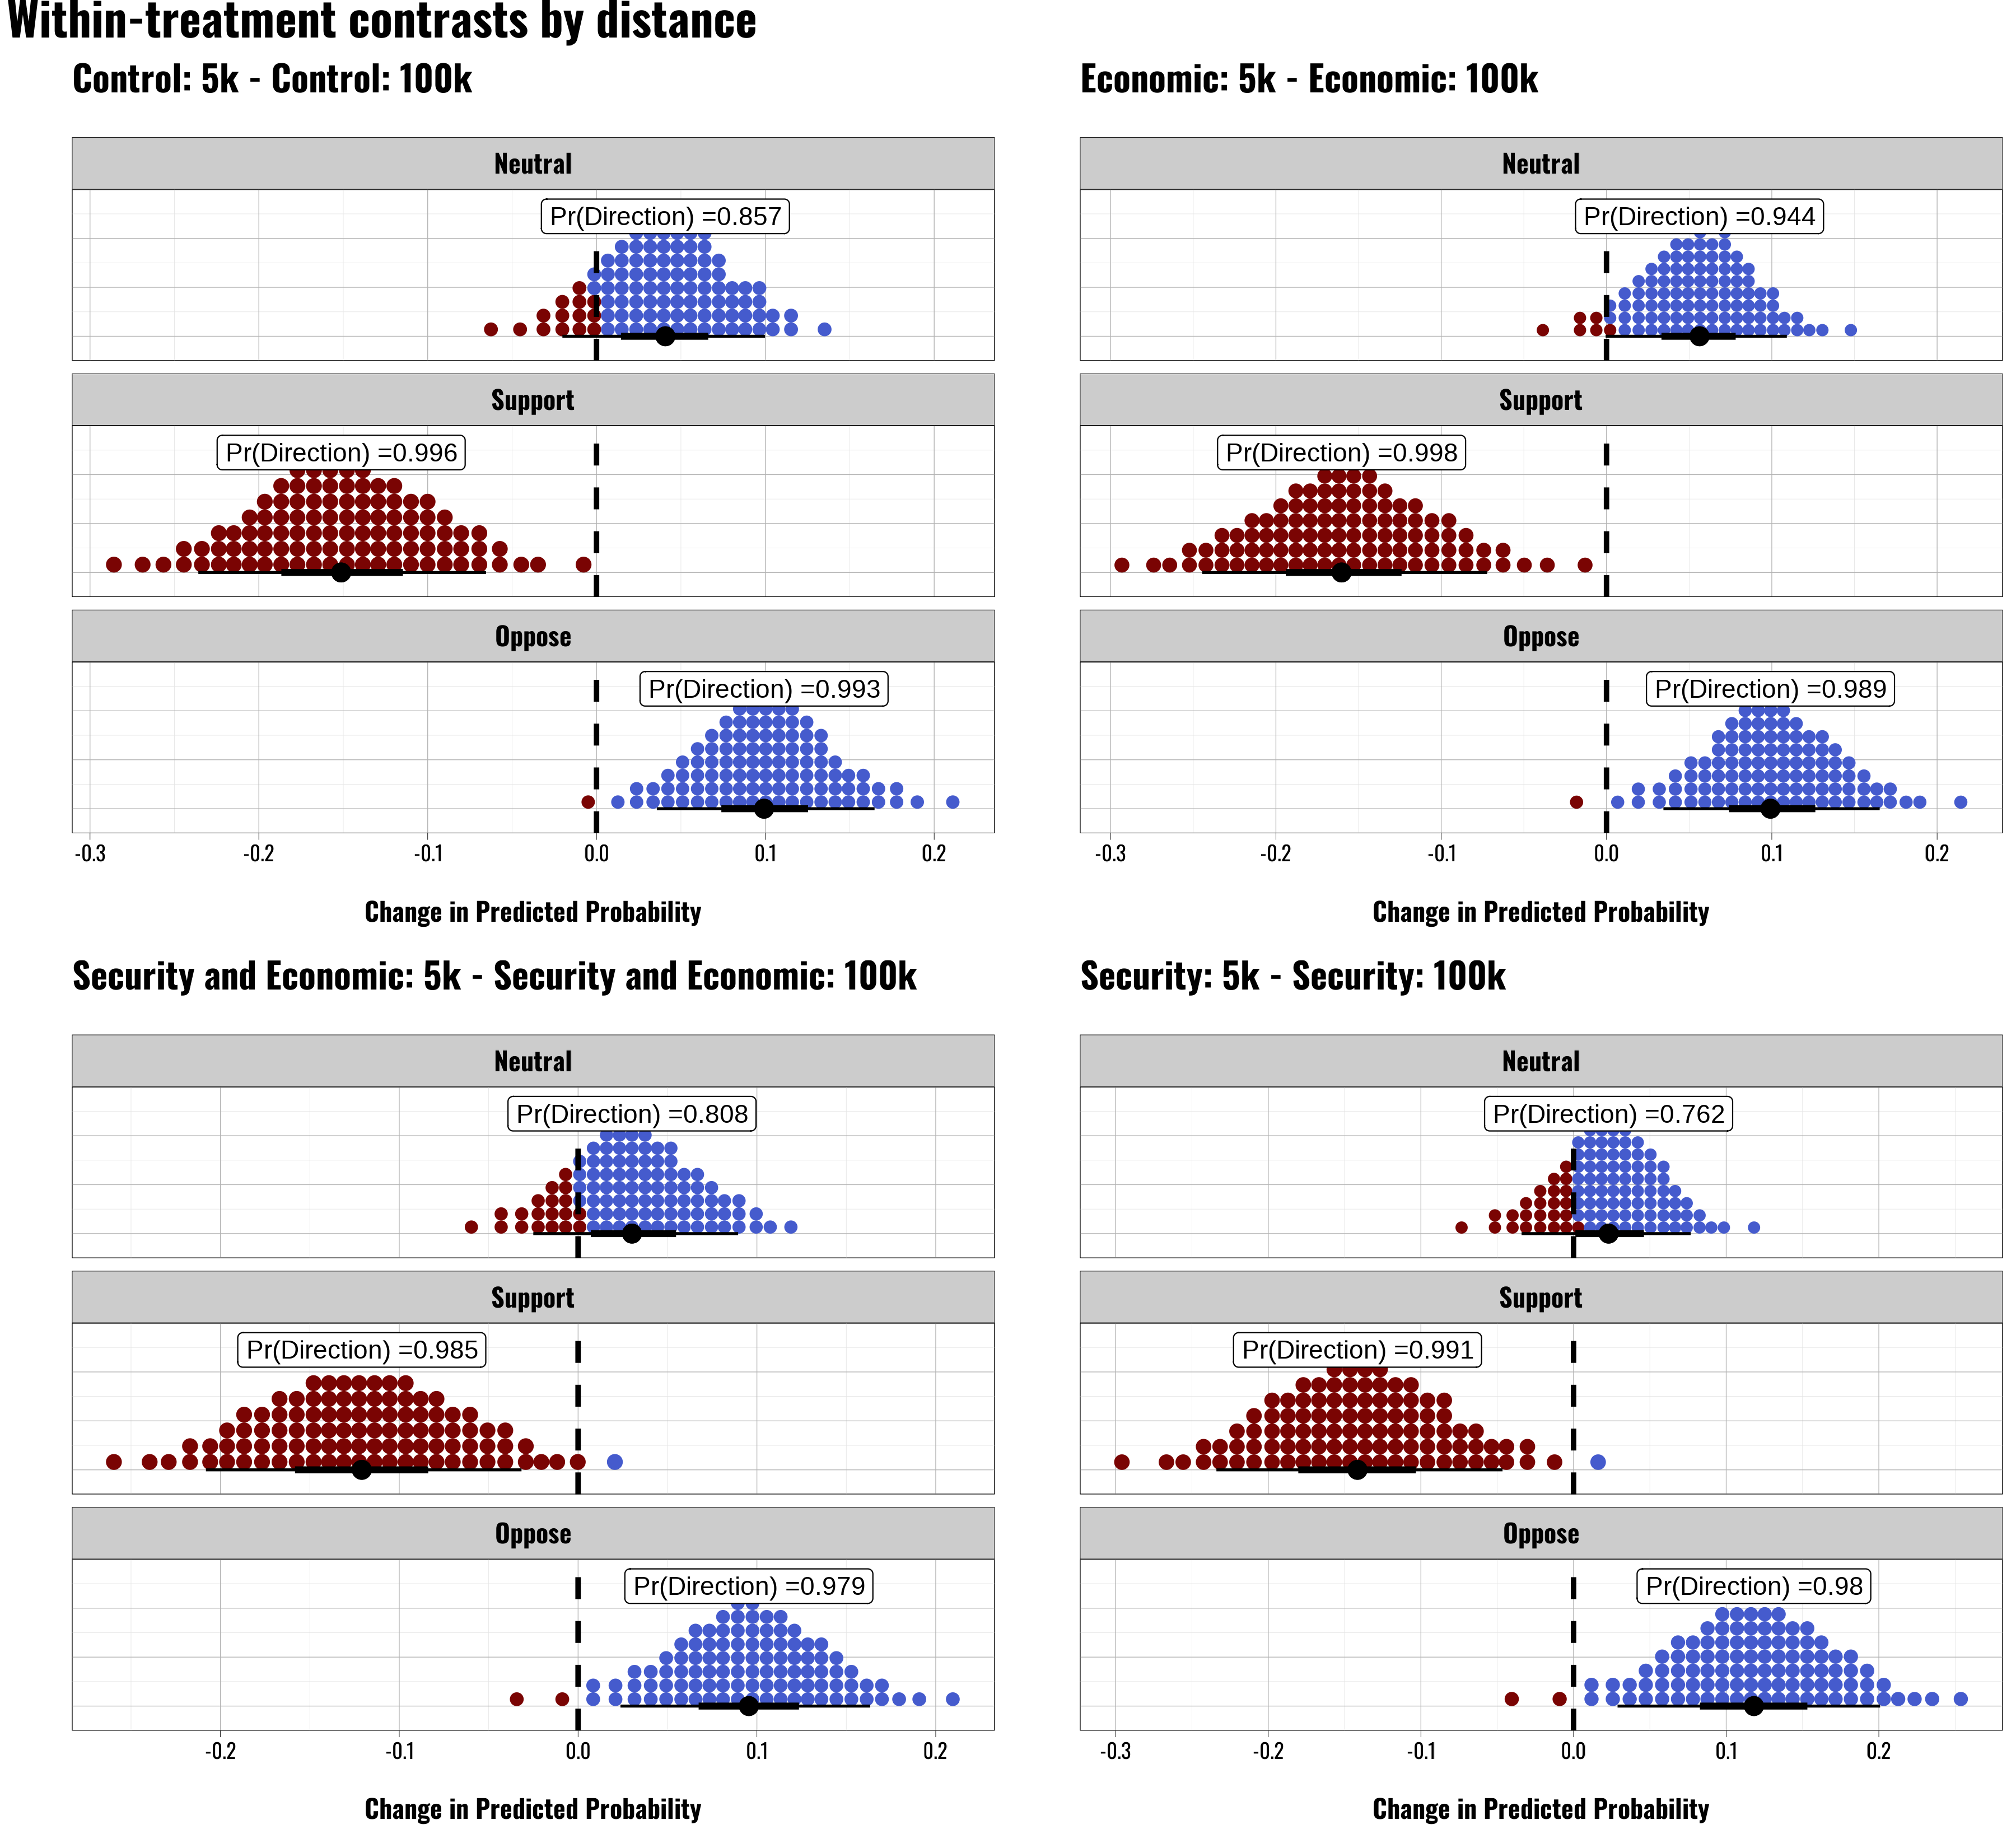 Within-treatment contrasts by distance
Control: 5k - Control: 100k
Neutral
Pr(Direction) =0.857
Support
Pr(Direction) =0.996
Oppose
Pr(Direction) =0.993
-0.3 -0.2 -0.1 0.0 0.1 0.2
Change in Predicted Probability
Economic: 5k - Economic: 100k
Neutral
Pr(Direction) =0.944
Support
Pr(Direction) =0.998
Oppose
Pr(Direction) =0.989
-0.3 -0.2 -0.1 0.0 0.1 0.2
Change in Predicted Probability
Security and Economic: 5k - Security and Economic: 100k
Neutral
Pr(Direction) =0.808
Support
Pr(Direction) =0.985
Oppose
Pr(Direction) =0.979
-0.2 -0.1 0.0 0.1 0.2
Change in Predicted Probability
Security: 5k - Security: 100k
Neutral
Pr(Direction) =0.762
Support
Pr(Direction) =0.991
Oppose
Pr(Direction) =0.98
-0.3 -0.2 -0.1 0.0 0.1 0.2
Change in Predicted Probability